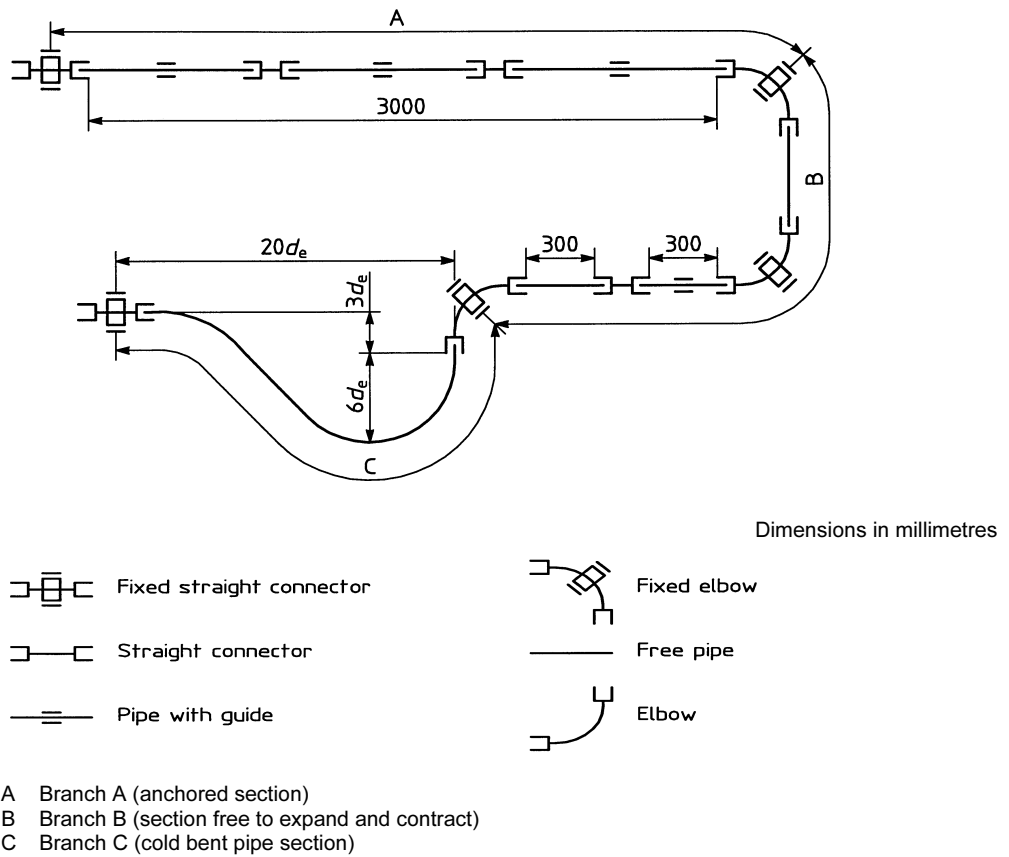 A
3000
B
20de
300
300
3de
6de
C
Dimensions in millimetres
Fixed straight connector
Fixed elbow
Straight connector
Free pipe
Pipe with guide
Elbow
A Branch A (anchored section)
B Branch B (section free to expand and contract)
C Branch C (cold bent pipe section)